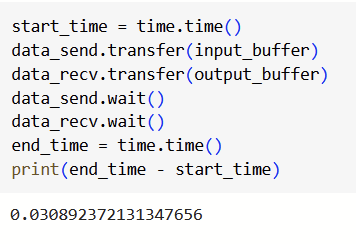 start_time = time.time()
data_send.transfer(input_buffer)
data_recv.transfer(output_buffer)
data_send.wait()
data_recv.wait()
end_time = time.time()
print(end_time - start_time)
0.030892372131347656